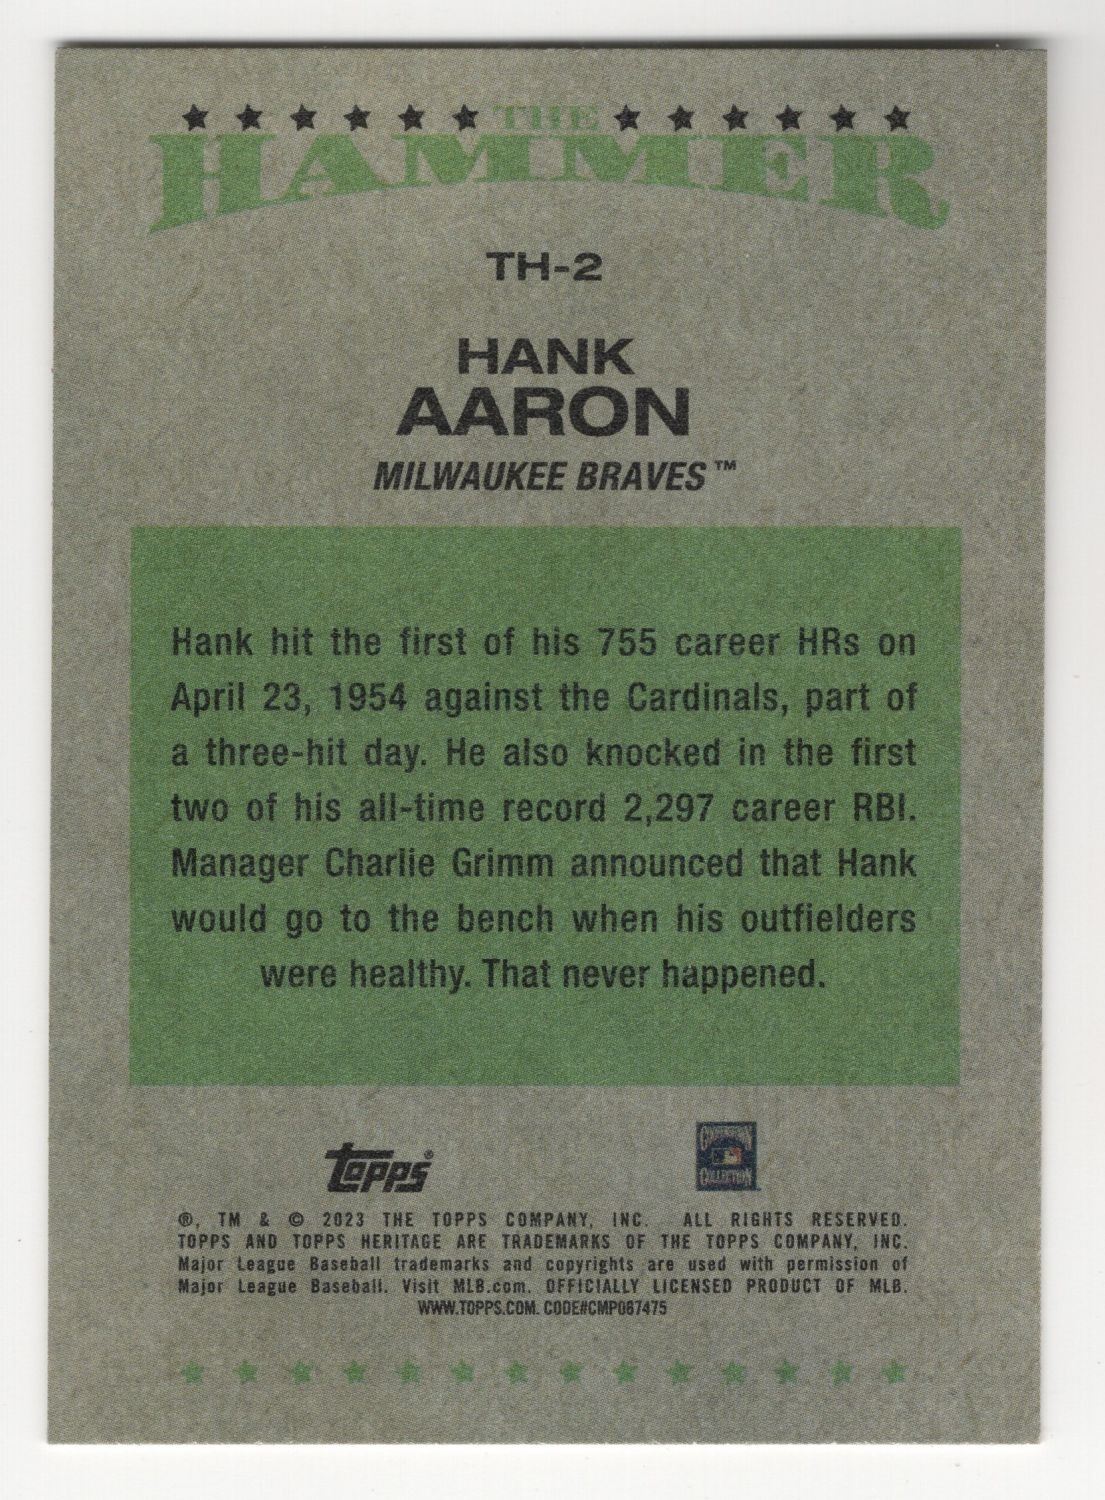 THE
HAMMER
TH-2
HANK
AARON
MILWAUKEE BRAVES™
Hank hit the first of his 755 career HRs on
April 23, 1954 against the Cardinals, part of
a three-hit day. He also knocked in the first
two of his all-time record 2,297 career RBI.
Manager Charlie Grimm announced that Hank
would go to the bench when his outfielders
were healthy. That never happened.
Topps®
COOPERSTOWN
COLLECTION
®, TM & © 2023 THE TOPPS COMPANY, INC. ALL RIGHTS RESERVED.
TOPPS AND TOPPS HERITAGE ARE TRADEMARKS OF THE TOPPS COMPANY, INC.
Major League Baseball trademarks and copyrights are used with permission of
Major League Baseball. Visit MLB.com. OFFICIALLY LICENSED PRODUCT OF MLB.
WWW.TOPPS.COM. CODE#CMP087475